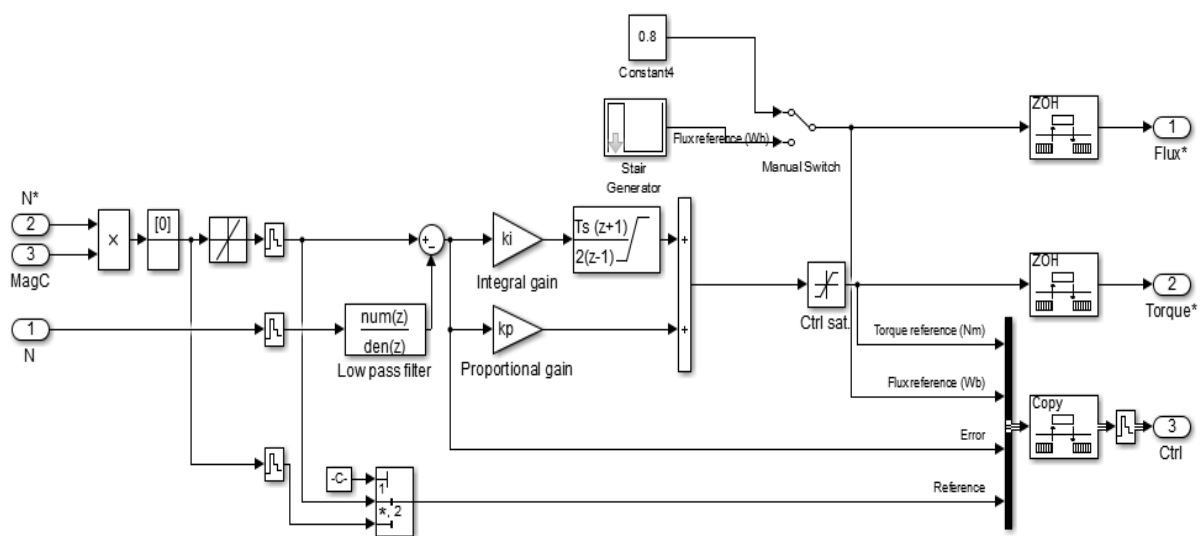 0.8
Constant4
ZOH
1
Flux*
Flux reference (Wb)
Stair
Generator
Manual Switch
N*
2
3
MagC
×
[0]
+
-
ki
Integral gain
Ts (z+1)
2(z-1)
+
+
Ctrl sat.
ZOH
2
Torque*
1
N
num(z)
den(z)
Low pass filter
kp
Proportional gain
Torque reference (Nm)
Flux reference (Wb)
Error
Reference
Copy
3
Ctrl
-C-
1
*, 2